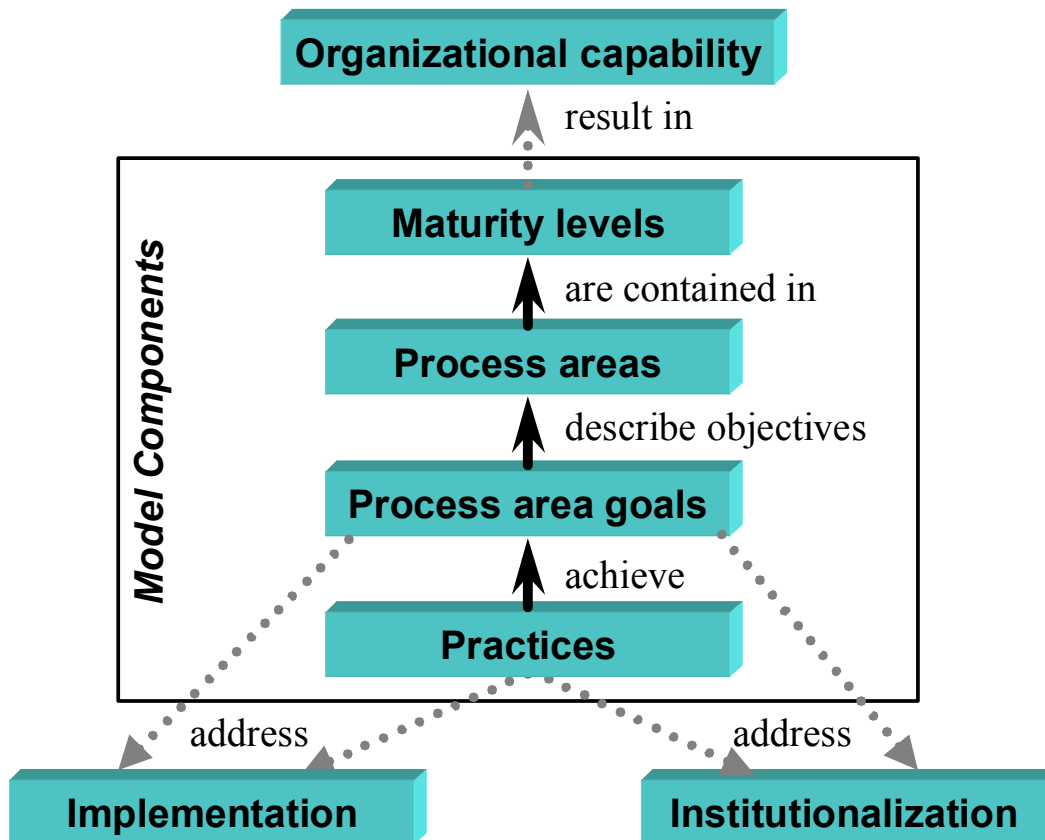 Organizational capability
result in
Maturity levels
are contained in
Process areas
describe objectives
Process area goals
achieve
Practices
Model Components
address
address
Implementation
Institutionalization